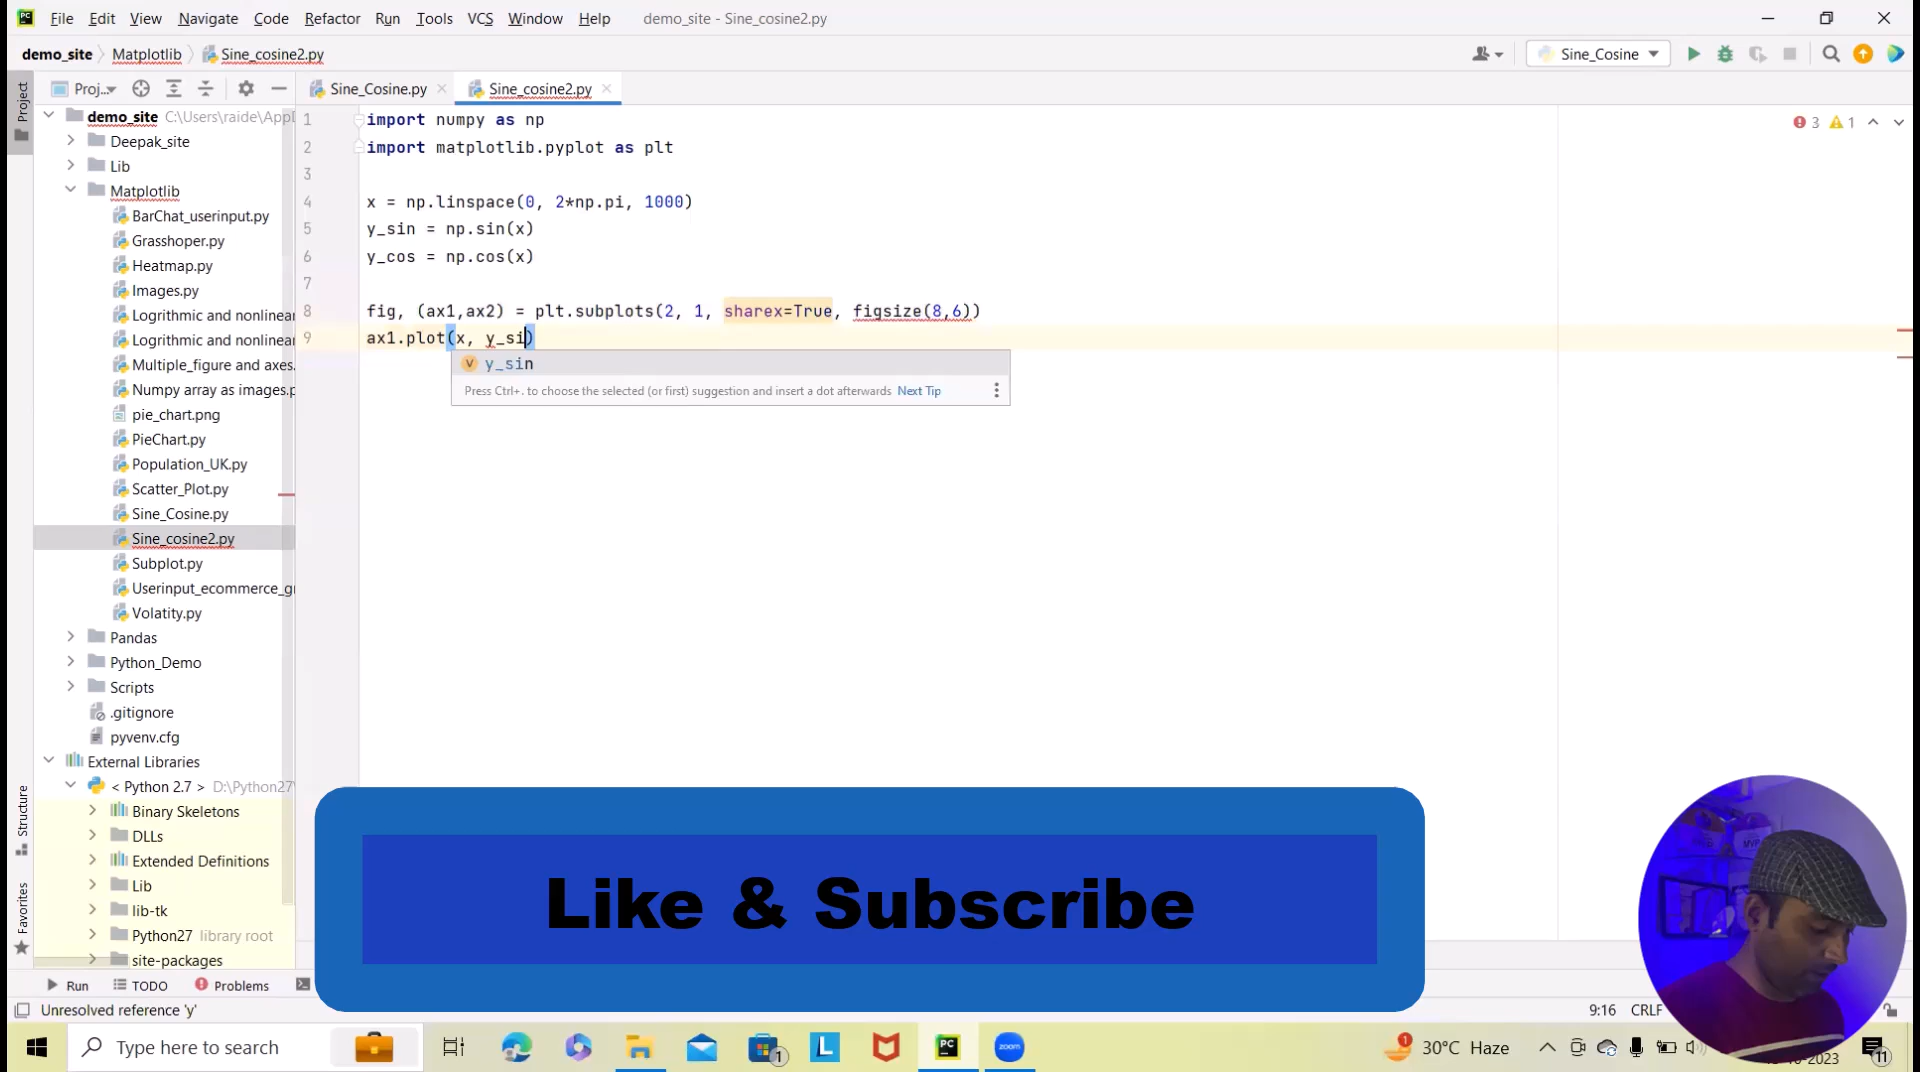 File Edit View Navigate Code Refactor Run Tools VCS Window Help demo_site - Sine_cosine2.py
demo_site Matplotlib Sine_cosine2.py Sine_Cosine
Project
Proj...
Sine_Cosine.py Sine_cosine2.py
demo_site C:\Users\raide\AppD
Deepak_site
Lib
Matplotlib
BarChat_userinput.py
Grasshoper.py
Heatmap.py
Images.py
Logrithmic and nonlinear
Logrithmic and nonlinear
Multiple_figure and axes.
Numpy array as images.p
pie_chart.png
PieChart.py
Population_UK.py
Scatter_Plot.py
Sine_Cosine.py
Sine_cosine2.py
Subplot.py
Userinput_ecommerce_gr
Volatity.py
Pandas
Python_Demo
Scripts
.gitignore
pyvenv.cfg
External Libraries
< Python 2.7 > D:\Python27\
Binary Skeletons
DLLs
Extended Definitions
Lib
lib-tk
Python27 library root
site-packages
Structure
Favorites
1 import numpy as np
2 import matplotlib.pyplot as plt
3
4 x = np.linspace(0, 2*np.pi, 1000)
5 y_sin = np.sin(x)
6 y_cos = np.cos(x)
7
8 fig, (ax1,ax2) = plt.subplots(2, 1, sharex=True, figsize(8,6))
9 ax1.plot(x, y_si)
3 1
v y_sin
Press Ctrl+. to choose the selected (or first) suggestion and insert a dot afterwards Next Tip
Like & Subscribe
Run TODO Problems
Unresolved reference 'y' 9:16 CRLF
Type here to search
PC
zoom
L
1
1
30°C Haze
-2023
11